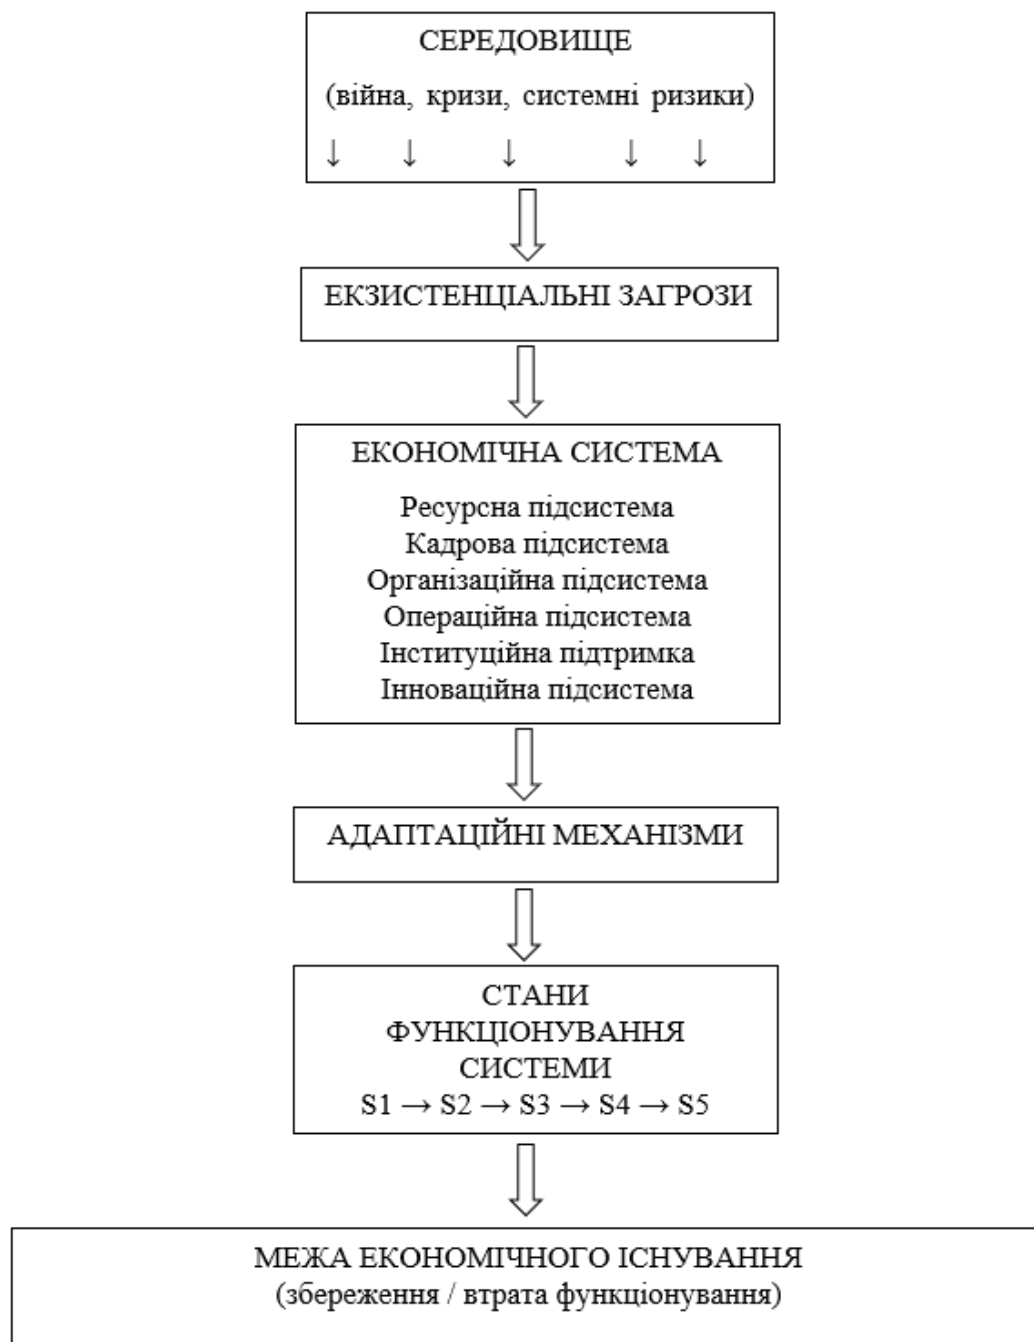 СЕРЕДОВИЩЕ
(війна, кризи, системні ризики)
↓ ↓ ↓ ↓ ↓
ЕКЗИСТЕНЦІАЛЬНІ ЗАГРОЗИ
ЕКОНОМІЧНА СИСТЕМА
Ресурсна підсистема
Кадрова підсистема
Організаційна підсистема
Операційна підсистема
Інституційна підтримка
Інноваційна підсистема
АДАПТАЦІЙНІ МЕХАНІЗМИ
СТАНИ
ФУНКЦІОНУВАННЯ
СИСТЕМИ
S1 → S2 → S3 → S4 → S5
МЕЖА ЕКОНОМІЧНОГО ІСНУВАННЯ
(збереження / втрата функціонування)